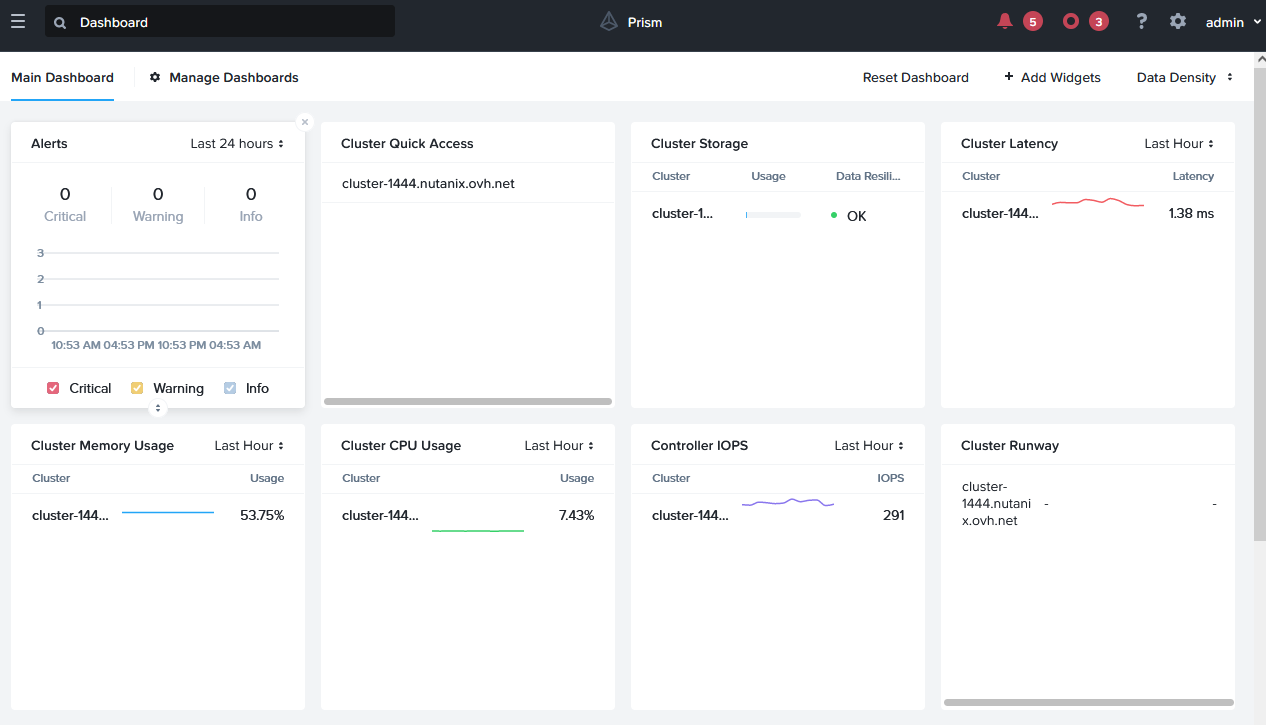 Dashboard
Prism
5
3
?
admin
Main Dashboard
Manage Dashboards
Reset Dashboard
+ Add Widgets
Data Density
Alerts
Last 24 hours
0
Critical
0
Warning
0
Info
3
2
1
0
10:53 AM 04:53 PM 10:53 PM 04:53 AM
Critical
Warning
Info
Cluster Quick Access
cluster-1444.nutanix.ovh.net
Cluster Storage
Cluster Usage Data Resili...
cluster-1... OK
Cluster Latency
Last Hour
Cluster Latency
cluster-144... 1.38 ms
Cluster Memory Usage
Last Hour
Cluster Usage
cluster-144... 53.75%
Cluster CPU Usage
Last Hour
Cluster Usage
cluster-144... 7.43%
Controller IOPS
Last Hour
Cluster IOPS
cluster-144... 291
Cluster Runway
cluster-
1444.nutani - -
x.ovh.net